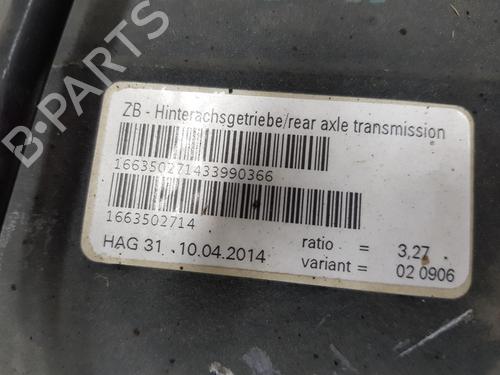 ZB - Hinterachsgetriebe/rear axle transmission
166350271433990366
1663502714
HAG 31 10.04.2014
ratio = 3,27
variant = 02 0906
B-PARTS